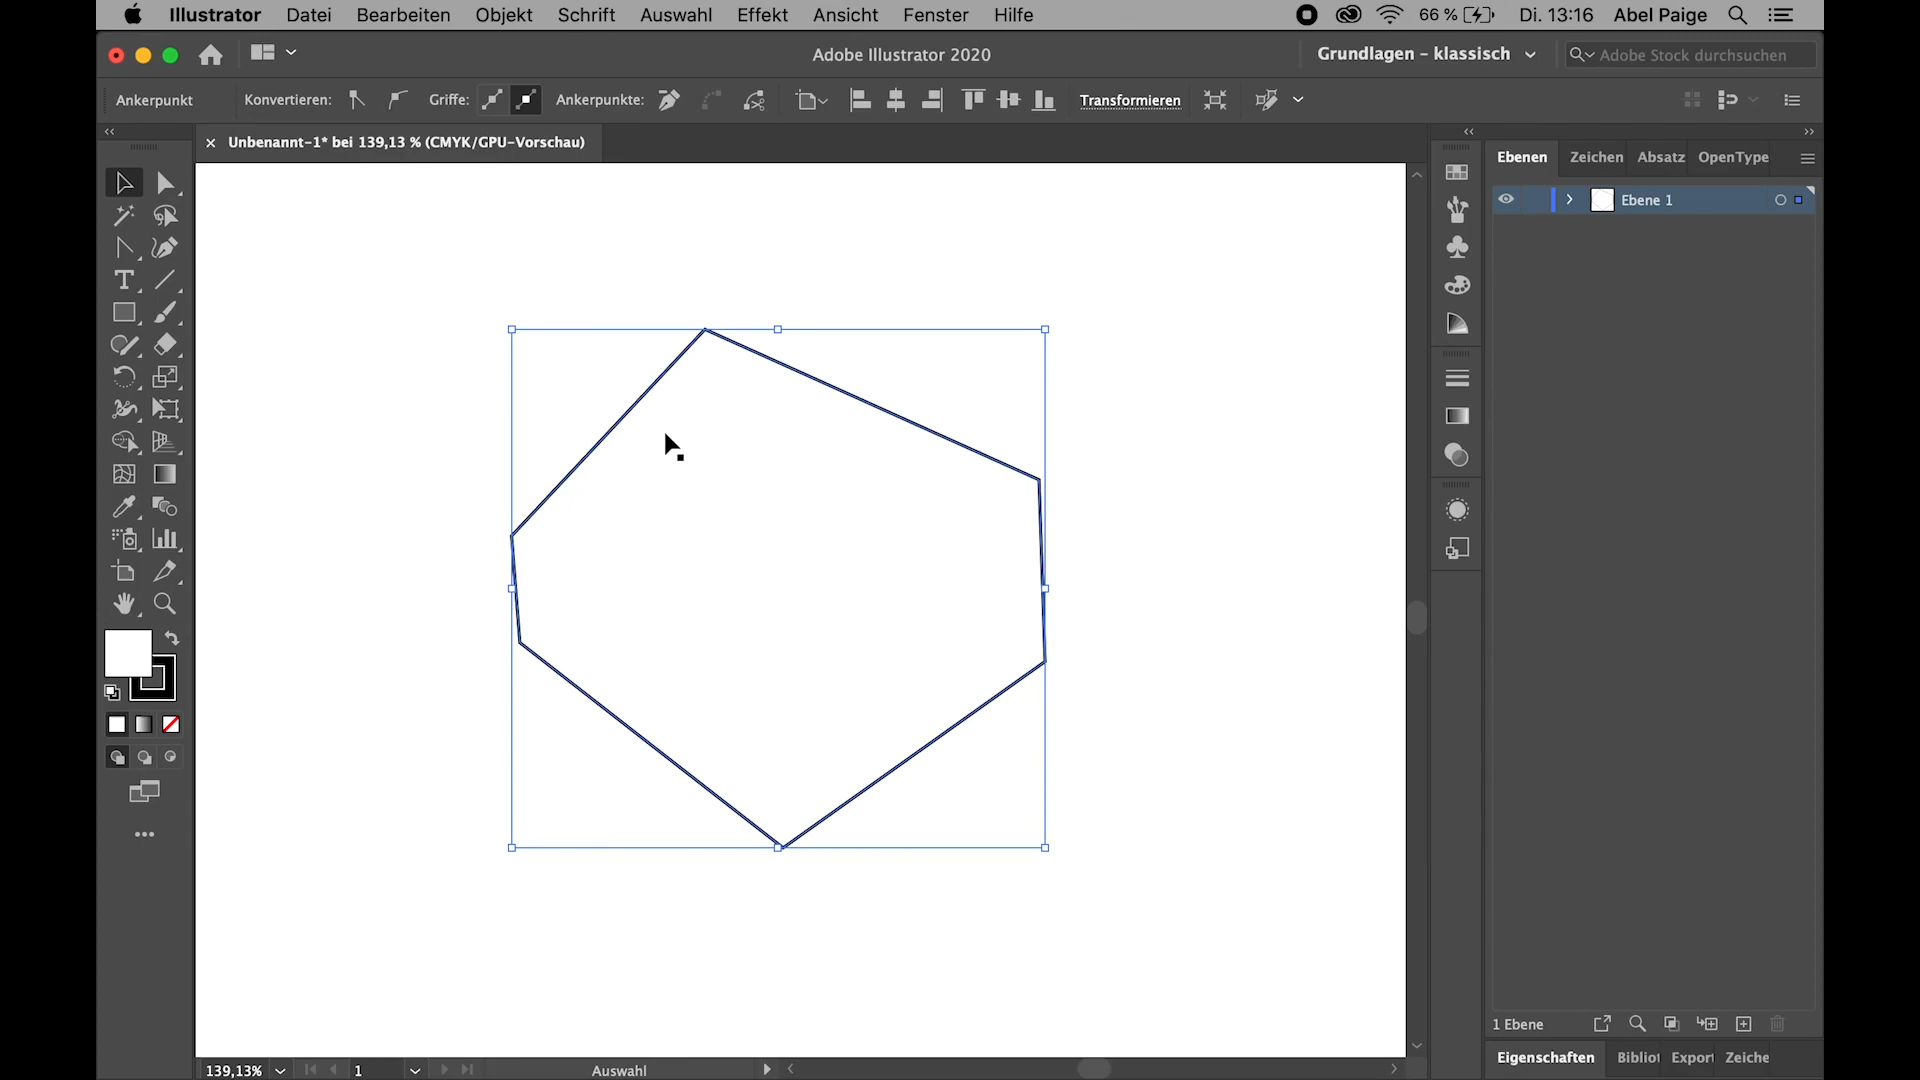 Illustrator Datei Bearbeiten Objekt Schrift Auswahl Effekt Ansicht Fenster Hilfe 66 % Di. 13:16 Abel Paige
Adobe Illustrator 2020 Grundlagen – klassisch Adobe Stock durchsuchen
Ankerpunkt Konvertieren: Griffe: Ankerpunkte: Transformieren
Unbenannt-1* bei 139,13 % (CMYK/GPU-Vorschau)
Ebenen Zeichen Absatz OpenType
Ebene 1
1 Ebene
Eigenschaften Bibliot Export Zeiche
139,13% 1 Auswahl